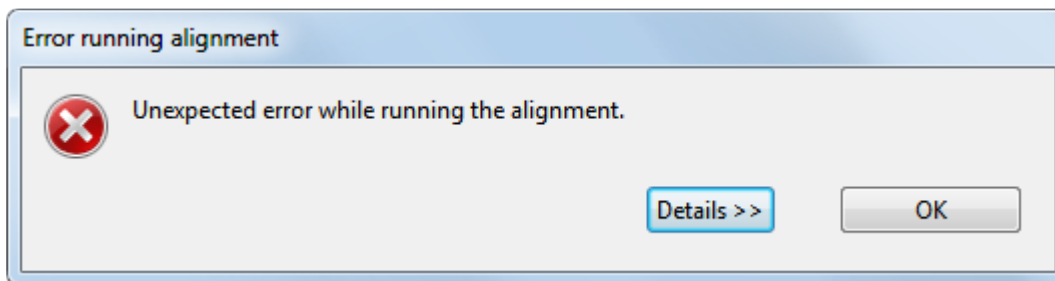 Error running alignment
Unexpected error while running the alignment.
Details >>
OK